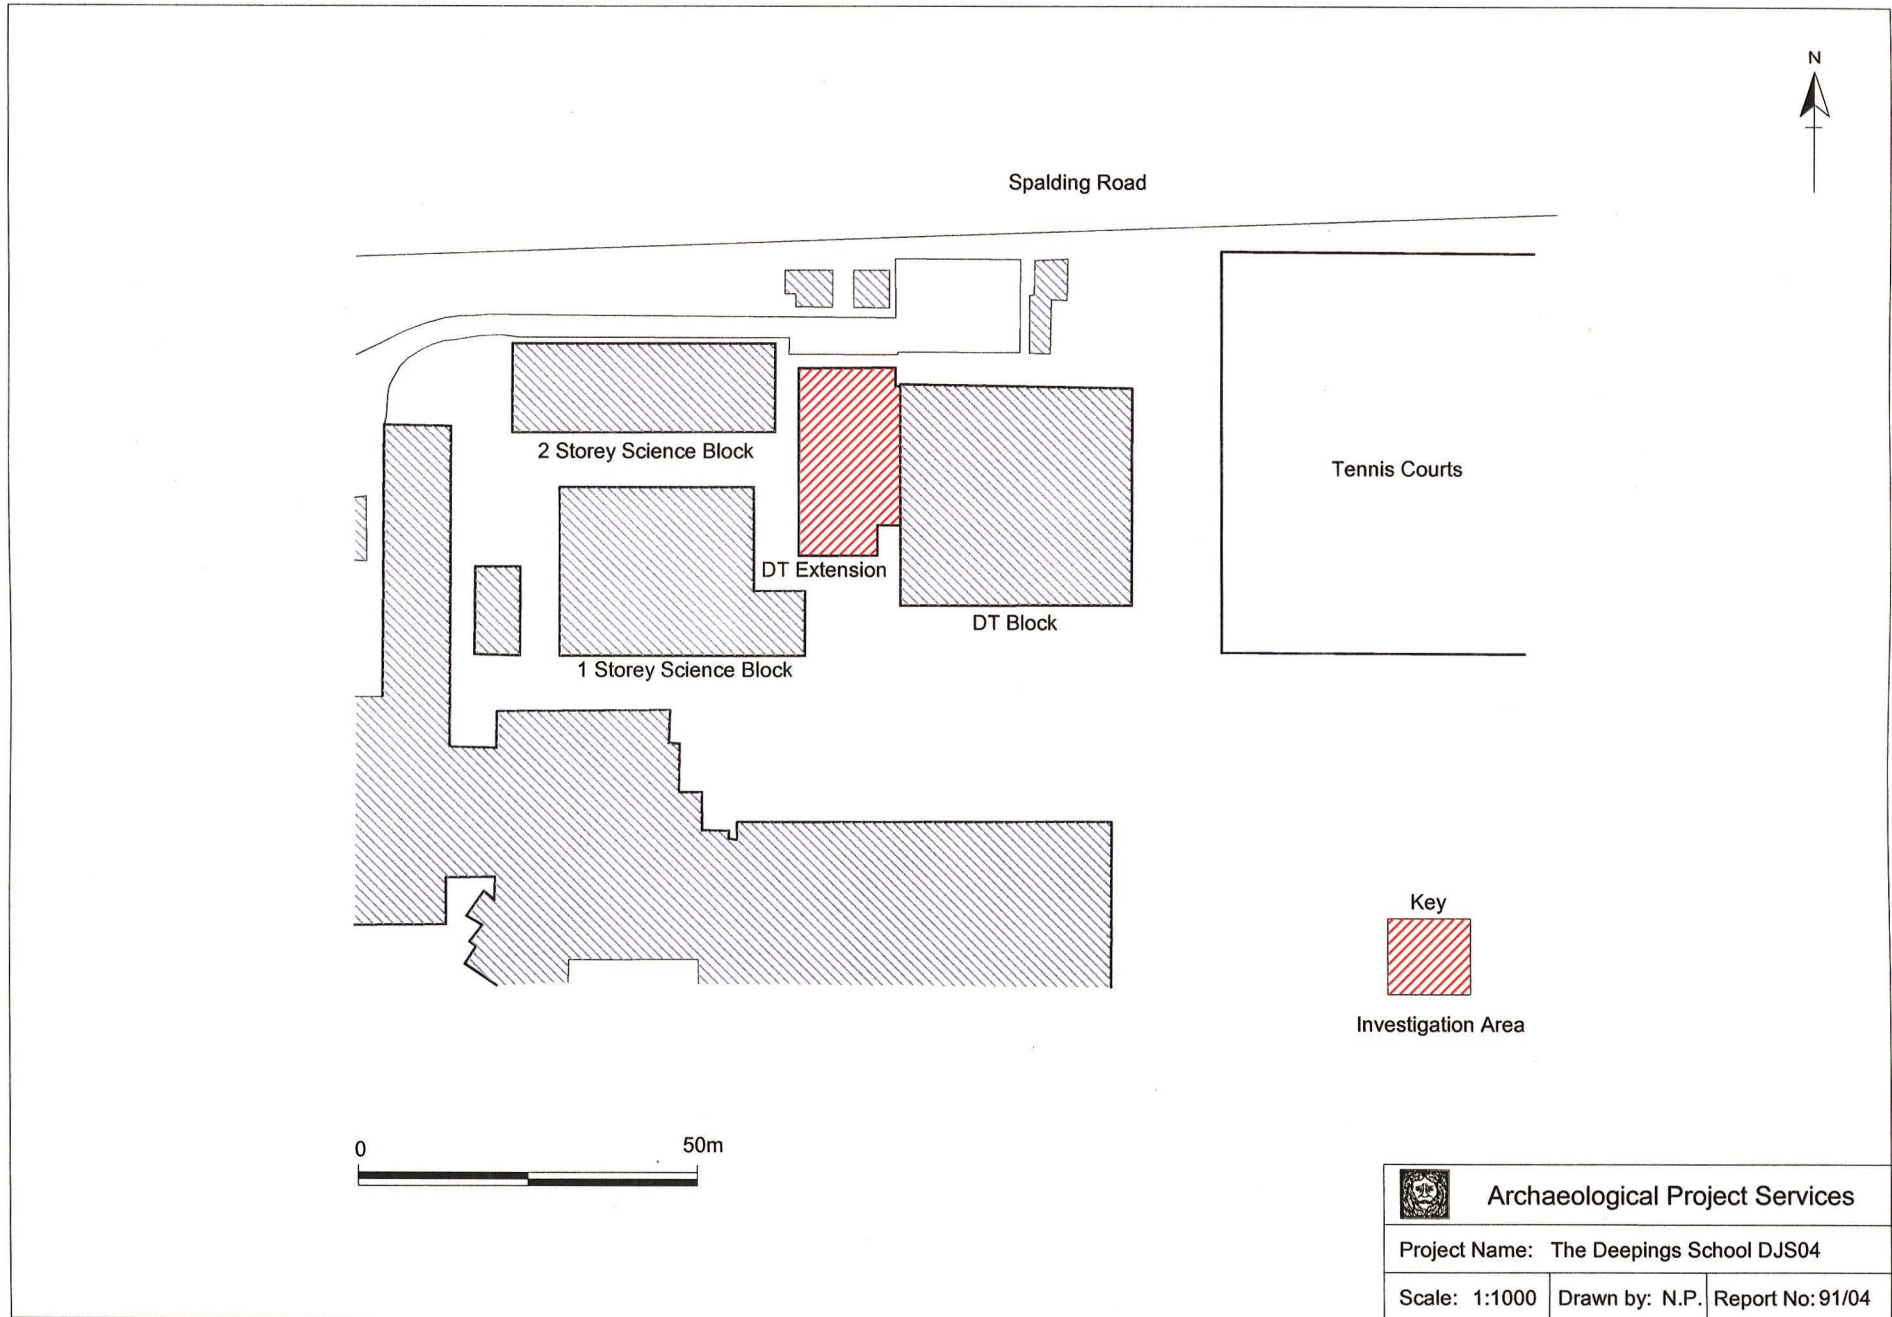 N
Spalding Road
2 Storey Science Block
Tennis Courts
DT Extension
DT Block
1 Storey Science Block
Key
Investigation Area
0 50m
Archaeological Project Services
Project Name: The Deepings School DJS04
Scale: 1:1000 Drawn by: N.P. Report No: 91/04